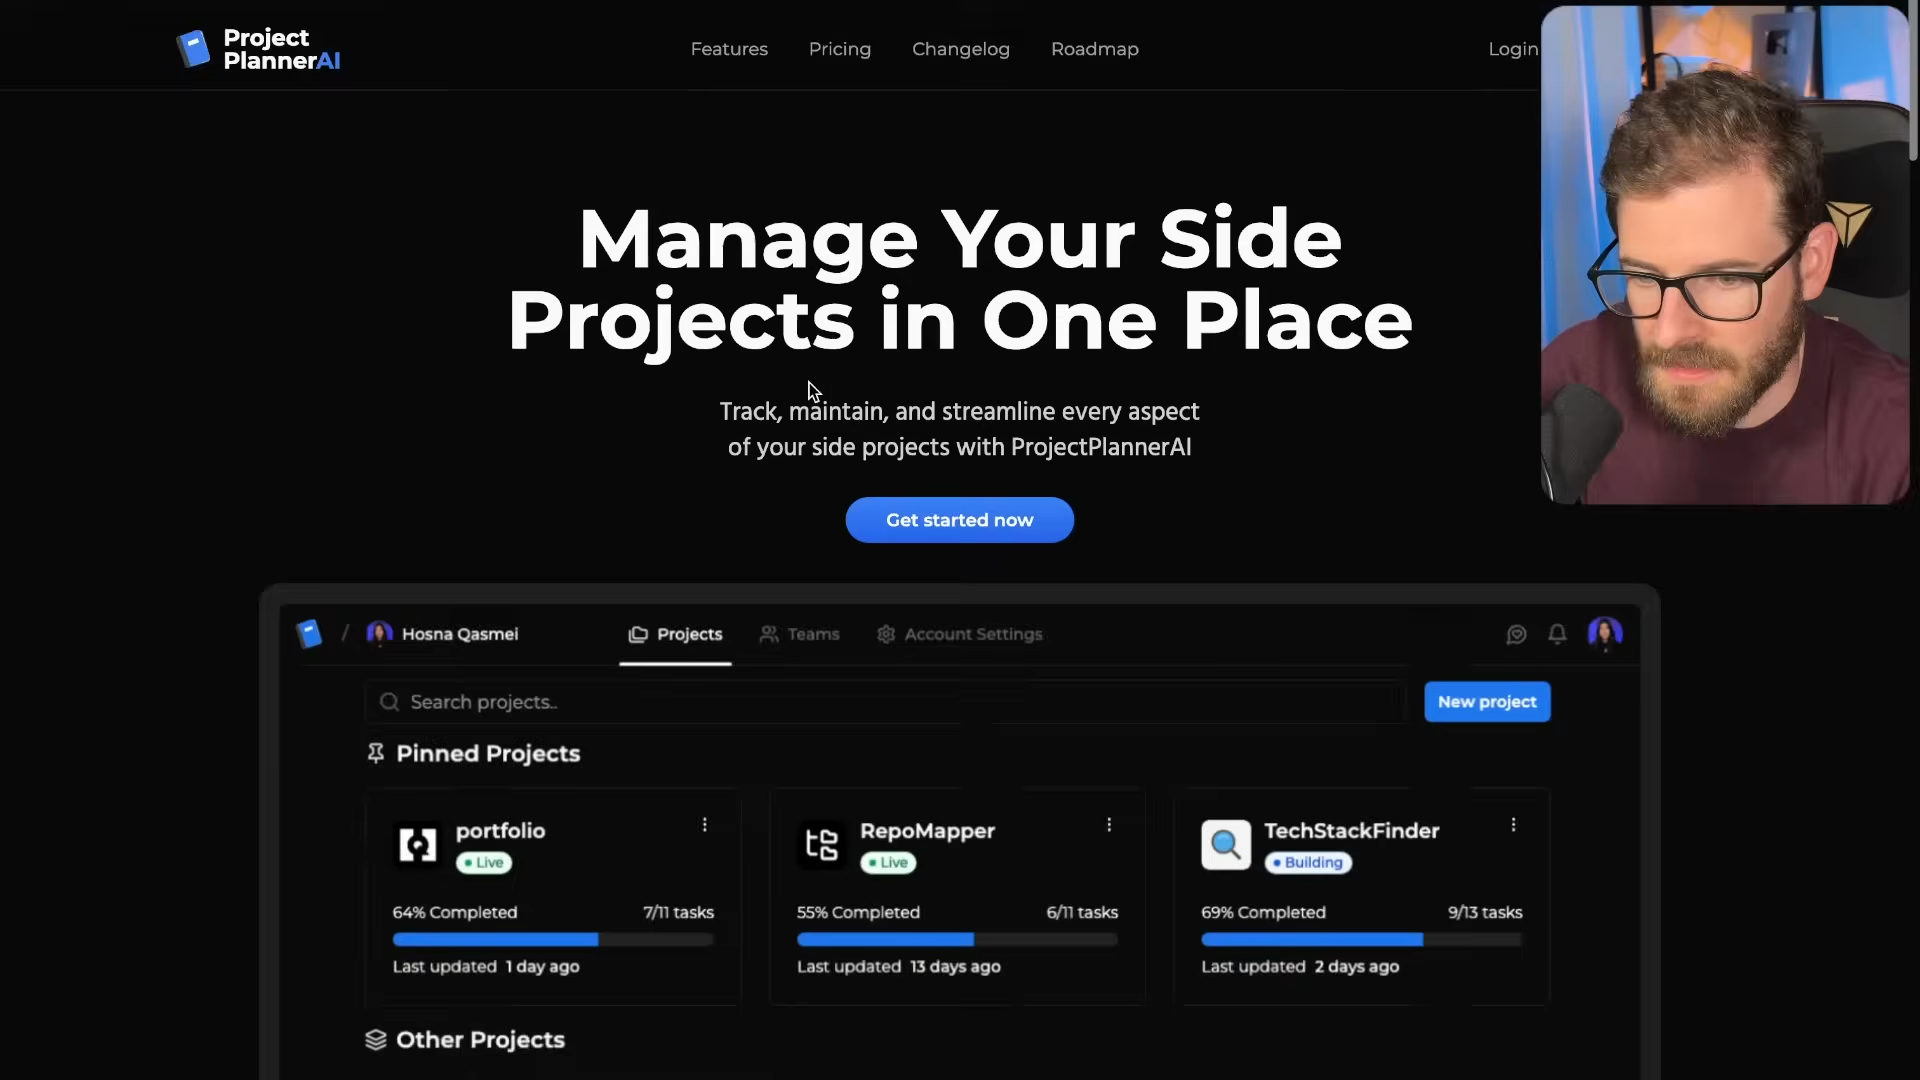 Project
PlannerAI
Features
Pricing
Changelog
Roadmap
Login
Manage Your Side
Projects in One Place
Track, maintain, and streamline every aspect
of your side projects with ProjectPlannerAI
Get started now
/ Hosna Qasmei
Projects
Teams
Account Settings
Search projects..
New project
Pinned Projects
portfolio
Live
64% Completed
7/11 tasks
Last updated 1 day ago
RepoMapper
Live
55% Completed
6/11 tasks
Last updated 13 days ago
TechStackFinder
Building
69% Completed
9/13 tasks
Last updated 2 days ago
Other Projects